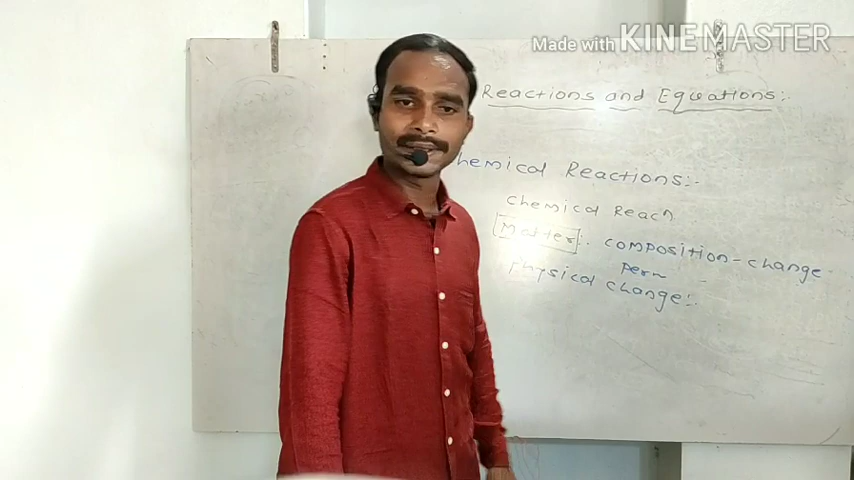 Made with KINEMASTER
Reactions and Equations:-
hemical Reactions:-
chemical Reacn
Matter:- composition-change
perm
physical change:-